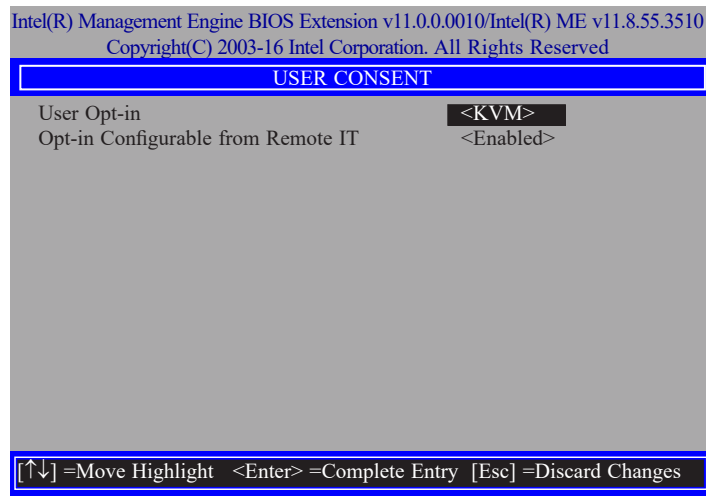 Intel(R) Management Engine BIOS Extension v11.0.0.0010/Intel(R) ME v11.8.55.3510
Copyright(C) 2003-16 Intel Corporation. All Rights Reserved
USER CONSENT
User Opt-in <KVM>
Opt-in Configurable from Remote IT <Enabled>
[↑↓] =Move Highlight <Enter> =Complete Entry [Esc] =Discard Changes